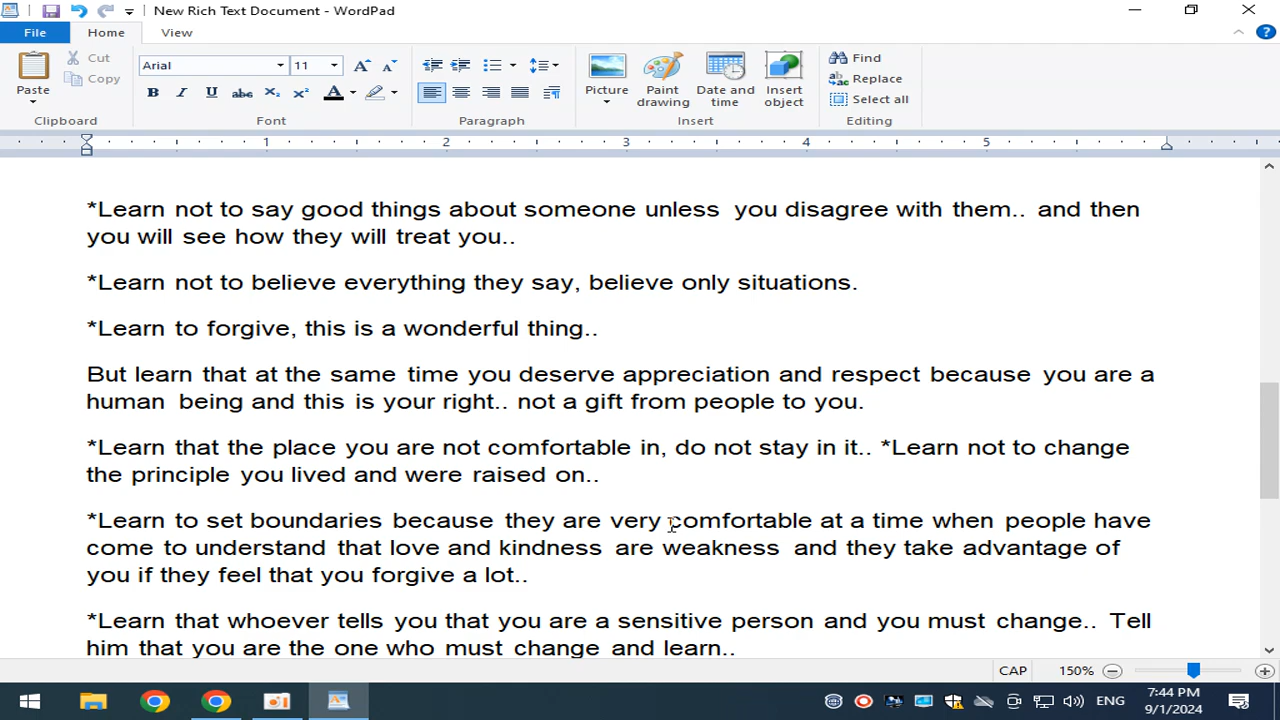 New Rich Text Document - WordPad
File Home View
Paste
Cut
Copy
Clipboard
Arial 11
B I U abc X₂ X² A
Font
Paragraph
Picture
Paint drawing
Date and time
Insert object
Insert
Find
Replace
Select all
Editing
1 2 3 4 5
*Learn not to say good things about someone unless  you disagree with them.. and then
you will see how they will treat you..
*Learn not to believe everything they say, believe only situations.
*Learn to forgive, this is a wonderful thing..
But learn that at the same time you deserve appreciation and respect because you are a
human being and this is your right.. not a gift from people to you.
*Learn that the place you are not comfortable in, do not stay in it.. *Learn not to change
the principle you lived and were raised on..
*Learn to set boundaries because they are very comfortable at a time when people have
come to understand that love and kindness are weakness and they take advantage of
you if they feel that you forgive a lot..
*Learn that whoever tells you that you are a sensitive person and you must change.. Tell
him that you are the one who must change and learn..
CAP 150%
ENG
7:44 PM
9/1/2024